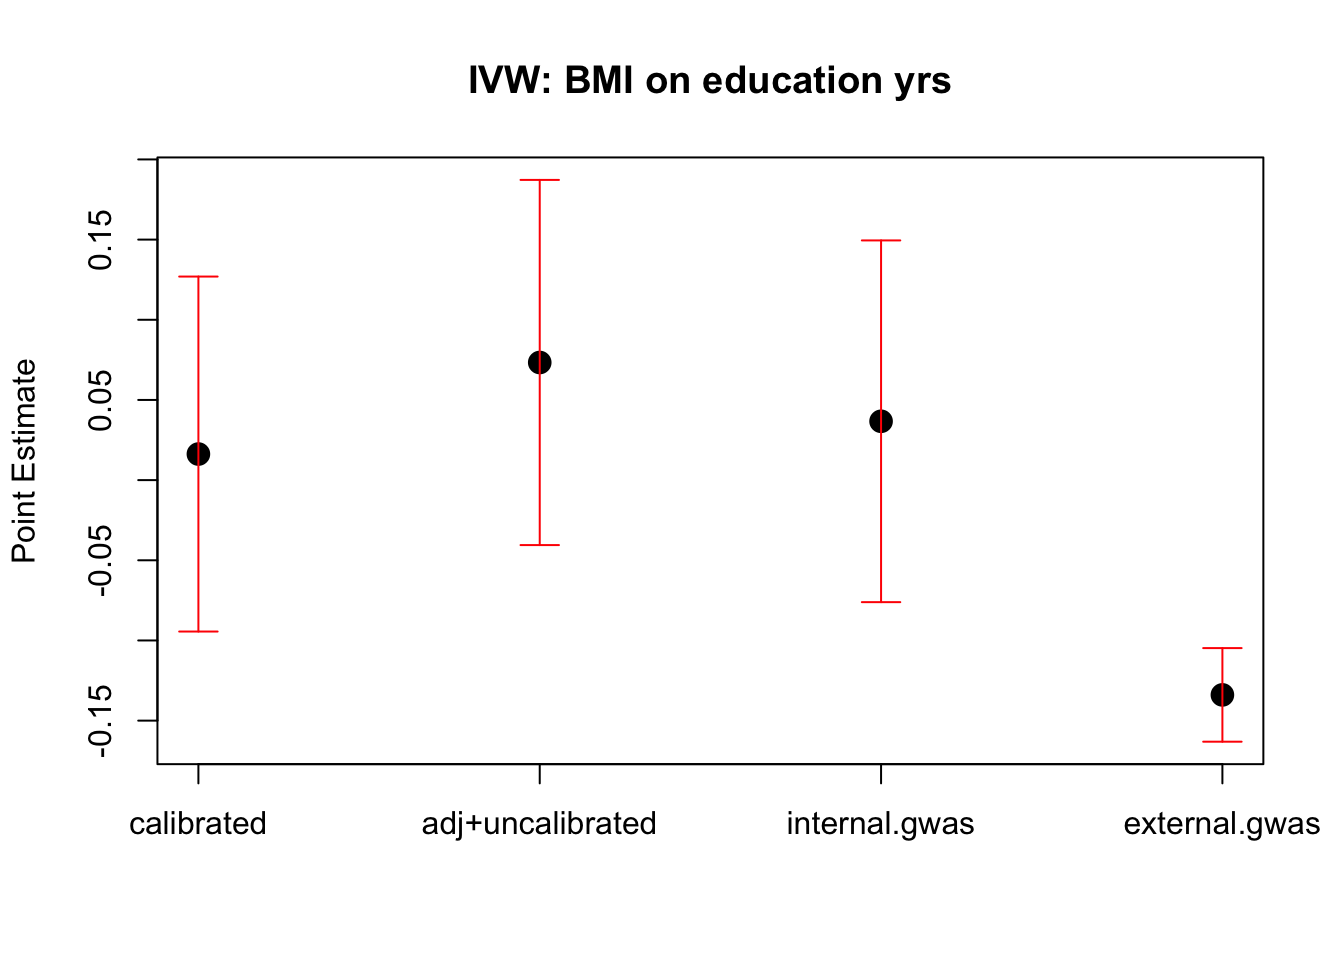 IVW: BMI on education yrs
Point Estimate
0.15
0.05
-0.05
-0.15
calibrated
adj+uncalibrated
internal.gwas
external.gwas